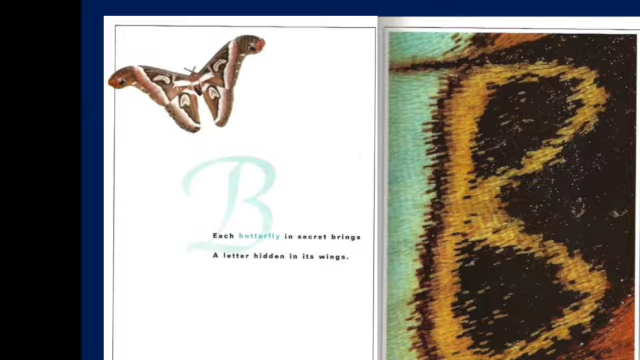 B
Each butterfly in secret brings
A letter hidden in its wings.
B